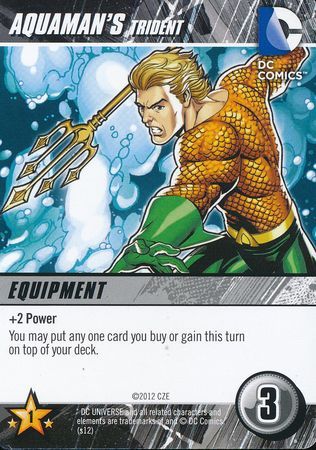 AQUAMAN'S TRIDENT
DC COMICS™
EQUIPMENT
+2 Power
You may put any one card you buy or gain this turn
on top of your deck.
©2012 CZE
1
DC UNIVERSE and all related characters and
elements are trademarks of and © DC Comics.
(s12)
3